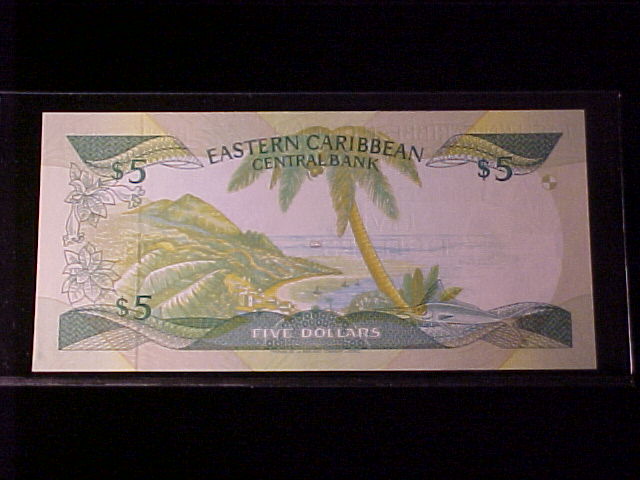 EASTERN CARIBBEAN
CENTRAL BANK
$5
$5
$5
FIVE DOLLARS